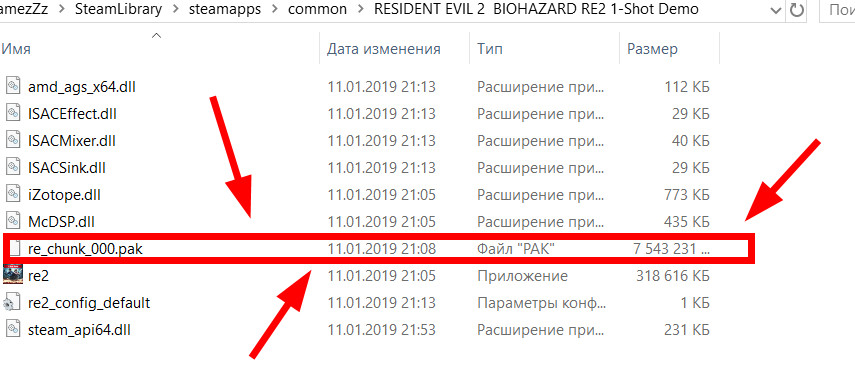 amezZz > SteamLibrary > steamapps > common > RESIDENT EVIL 2 BIOHAZARD RE2 1-Shot Demo Пои
Имя Дата изменения Тип Размер
amd_ags_x64.dll 11.01.2019 21:13 Расширение при... 112 КБ
ISACEffect.dll 11.01.2019 21:13 Расширение при... 29 КБ
ISACMixer.dll 11.01.2019 21:13 Расширение при... 40 КБ
ISACSink.dll 11.01.2019 21:13 Расширение при... 29 КБ
iZotope.dll 11.01.2019 21:05 Расширение при... 773 КБ
McDSP.dll 11.01.2019 21:05 Расширение при... 435 КБ
re_chunk_000.pak 11.01.2019 21:08 Файл "PAK" 7 543 231 ...
re2 11.01.2019 21:05 Приложение 318 616 КБ
re2_config_default 11.01.2019 21:13 Параметры конф... 1 КБ
steam_api64.dll 11.01.2019 21:53 Расширение при... 231 КБ